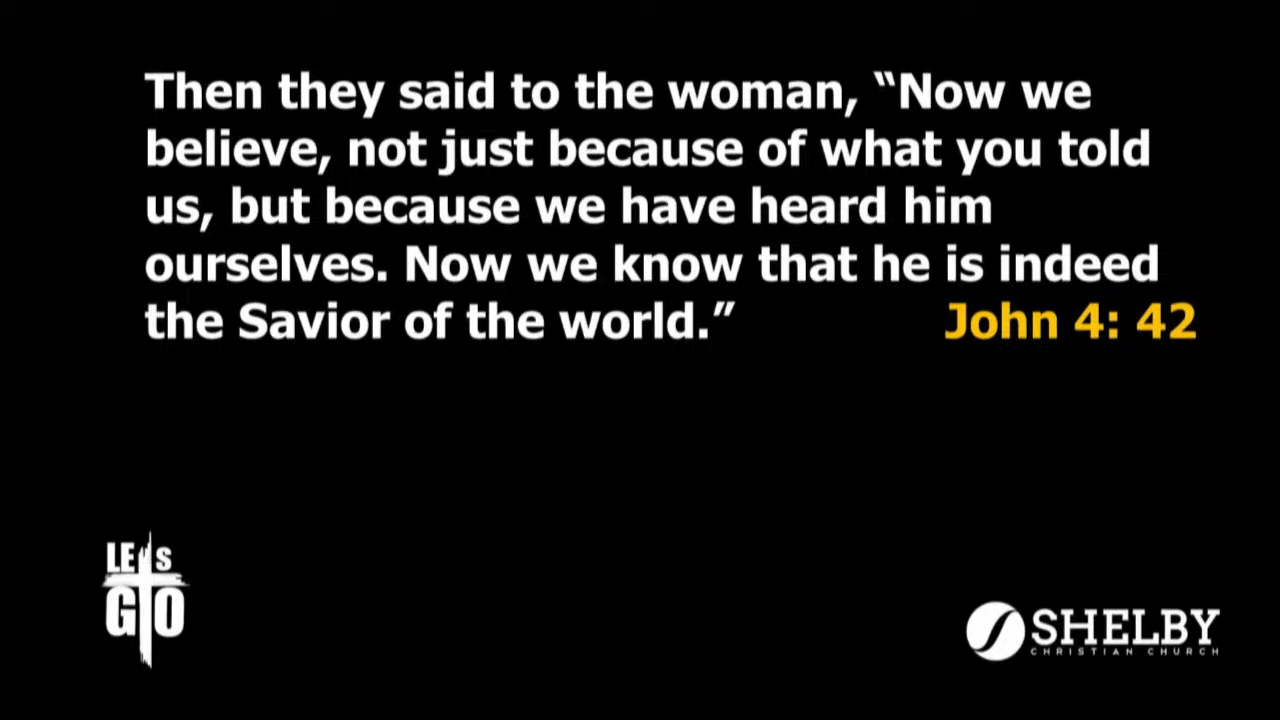 Then they said to the woman, “Now we
believe, not just because of what you told
us, but because we have heard him
ourselves. Now we know that he is indeed
the Savior of the world.” John 4: 42
LETS
GO
SHELBY
CHRISTIAN CHURCH